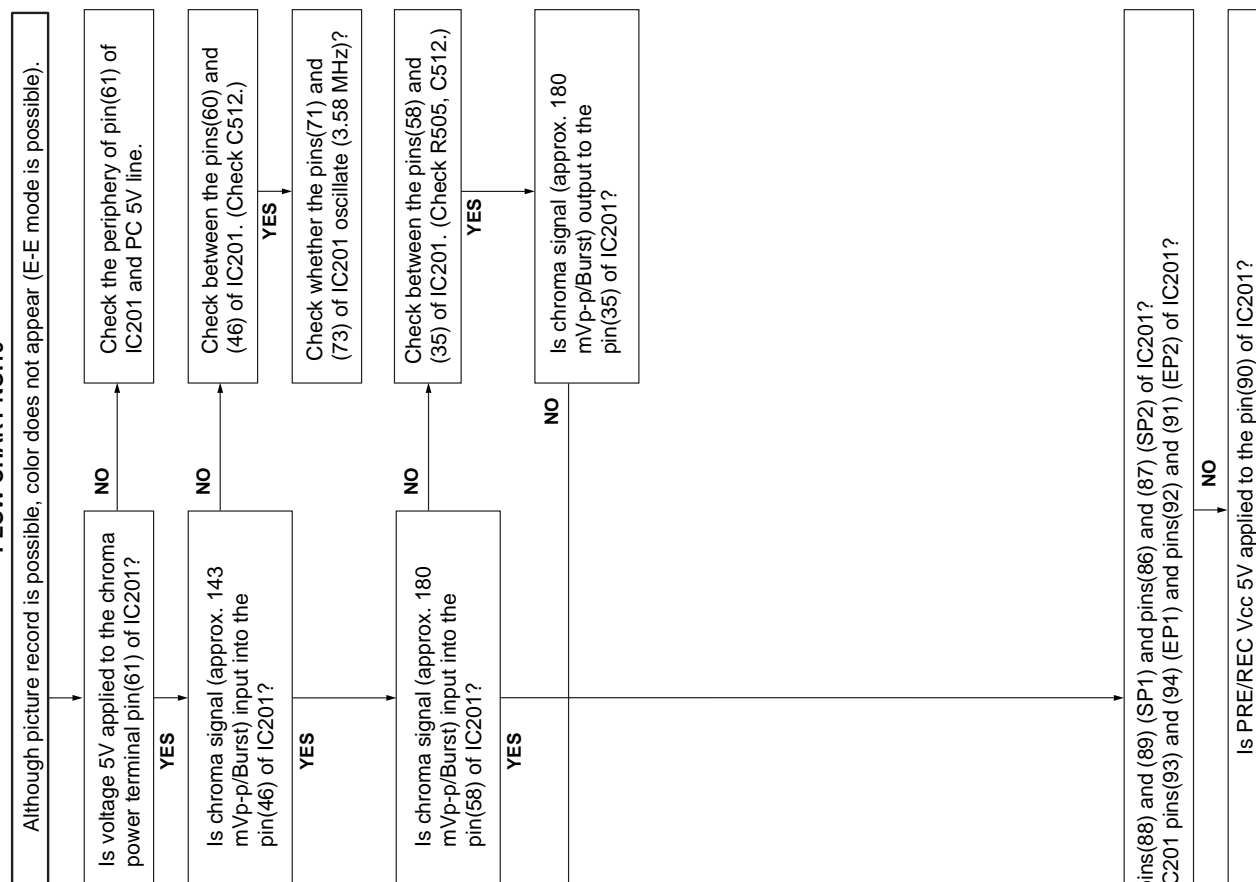 Although picture record is possible, color does not appear (E-E mode is possible).
Is voltage 5V applied to the chroma
power terminal pin(61) of IC201?
NO
Check the periphery of pin(61) of
IC201 and PC 5V line.
YES
Is chroma signal (approx. 143
mVp-p/Burst) input into the
pin(46) of IC201?
NO
Check between the pins(60) and
(46) of IC201. (Check C512.)
YES
Check whether the pins(71) and
(73) of IC201 oscillate (3.58 MHz)?
YES
Is chroma signal (approx. 180
mVp-p/Burst) input into the
pin(58) of IC201?
NO
Check between the pins(58) and
(35) of IC201. (Check R505, C512.)
YES
Is chroma signal (approx. 180
mVp-p/Burst) output to the
pin(35) of IC201?
NO
YES
pins(88) and (89) (SP1) and pins(86) and (87) (SP2) of IC201?
C201 pins(93) and (94) (EP1) and pins(92) and (91) (EP2) of IC201?
NO
Is PRE/REC Vcc 5V applied to the pin(90) of IC201?